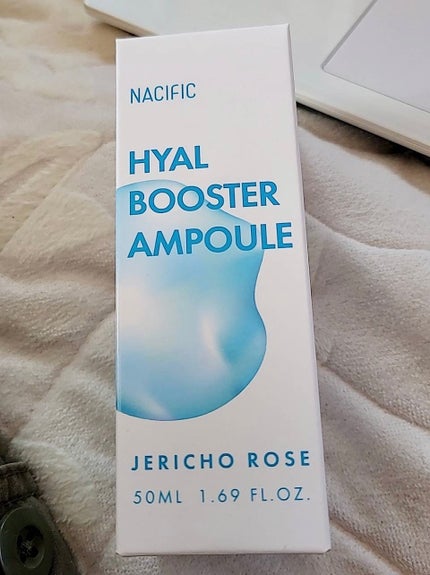 NACIFIC
HYAL
BOOSTER
AMPOULE
JERICHO ROSE
50ML 1.69 FL.OZ.